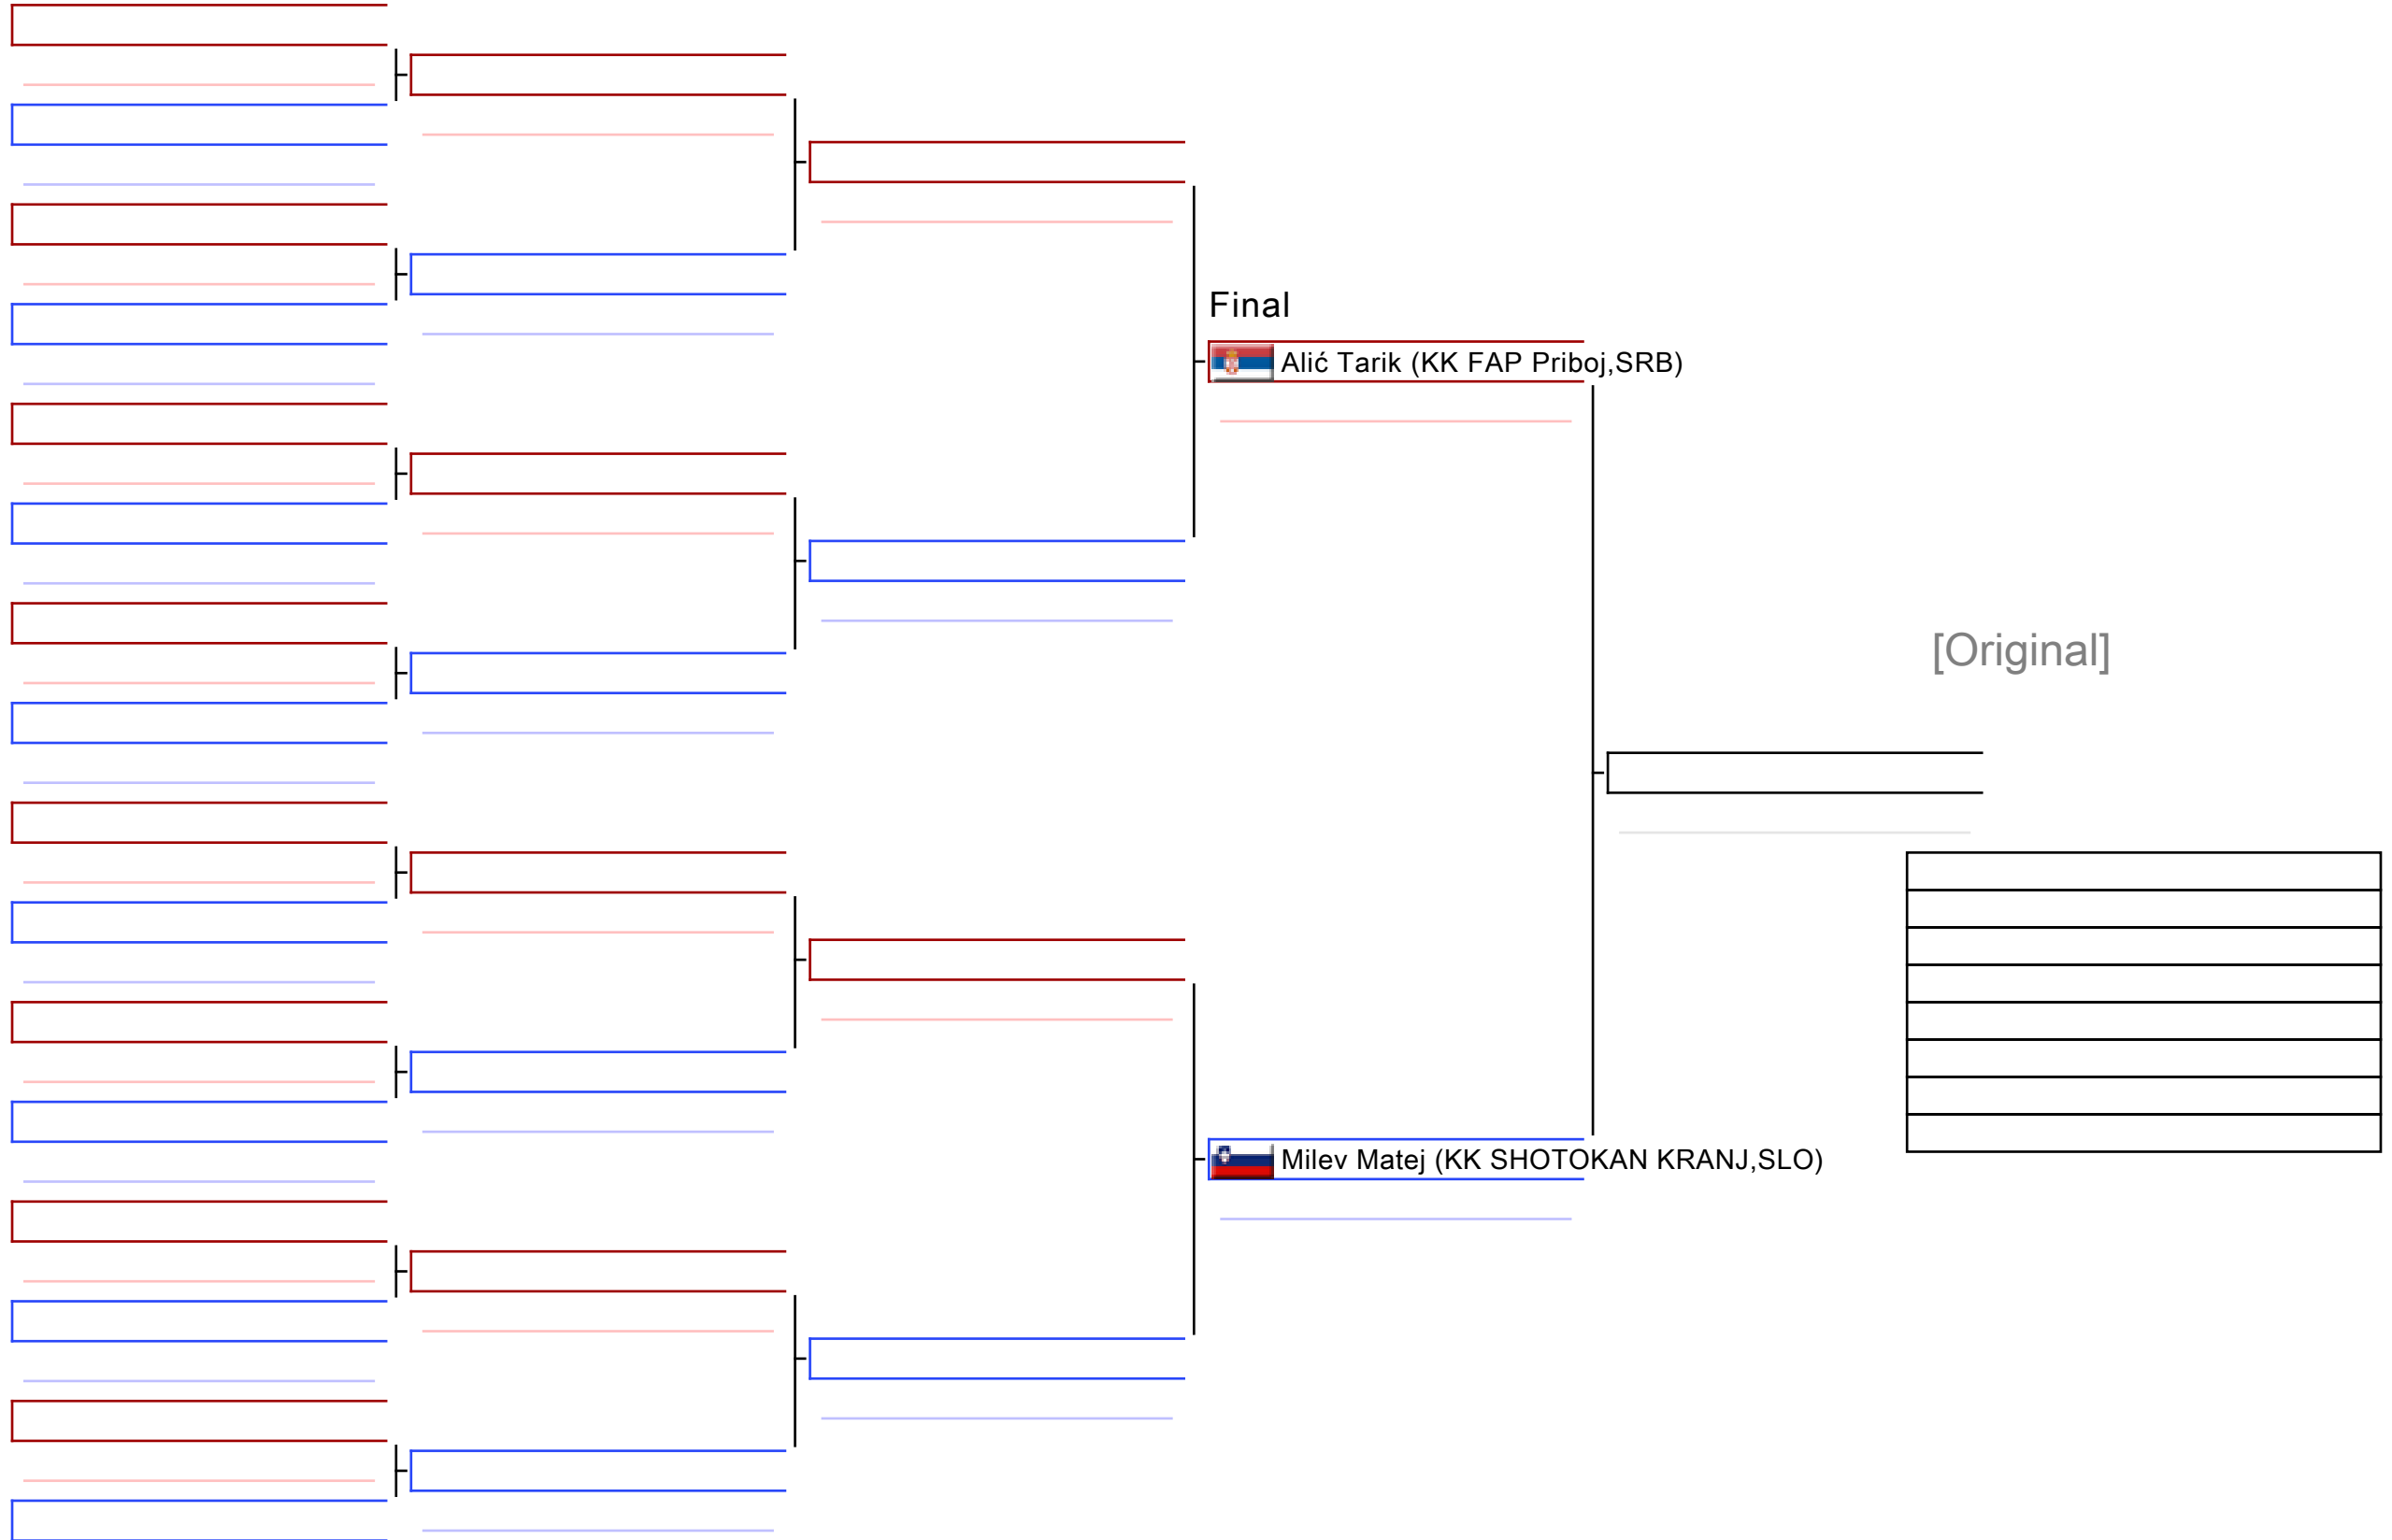 Final
Alić Tarik (KK FAP Priboj,SRB)
[Original]
Milev Matej (KK SHOTOKAN KRANJ,SLO)